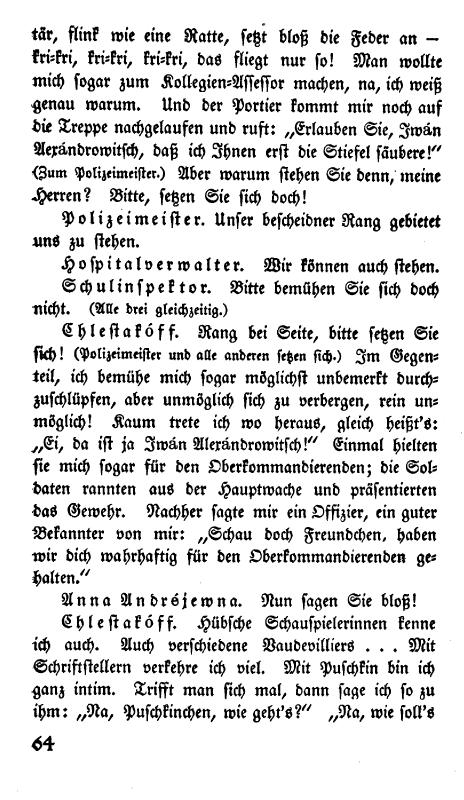 tär, flink wie eine Ratte, setzt bloß die Feder an —
kri-kri, kri-kri, kri-kri, das fliegt nur so! Man wollte
mich sogar zum Kollegien-Assessor machen, na, ich weiß
genau warum. Und der Portier kommt mir noch auf
die Treppe nachgelaufen und ruft: „Erlauben Sie, Iwán
Alexándrowitsch, daß ich Ihnen erst die Stiefel säubere!“
(Zum Polizeimeister.) Aber warum stehen Sie denn, meine
Herren? Bitte, setzen Sie sich doch!
Polizeimeister. Unser bescheidner Rang gebietet
uns zu stehen.
Hospitalverwalter. Wir können auch stehen.
Schulinspektor. Bitte bemühen Sie sich doch
nicht. (Alle drei gleichzeitig.)
Chlestakóff. Rang bei Seite, bitte setzen Sie
sich! (Polizeimeister und alle anderen setzen sich.) Im Gegen-
teil, ich bemühe mich sogar möglichst unbemerkt durch-
zuschlüpfen, aber unmöglich sich zu verbergen, rein un-
möglich! Kaum trete ich wo heraus, gleich heißt's:
„Ei, da ist ja Iwán Alexándrowitsch!“ Einmal hielten
sie mich sogar für den Oberkommandierenden; die Sol-
daten rannten aus der Hauptwache und präsentierten
das Gewehr. Nachher sagte mir ein Offizier, ein guter
Bekannter von mir: „Schau doch Freundchen, haben
wir dich wahrhaftig für den Oberkommandierenden ge-
halten.“
Anna Andréjewna. Nun sagen Sie bloß!
Chlestakóff. Hübsche Schauspielerinnen kenne
ich auch. Auch verschiedene Vaudevilliers . . . Mit
Schriftstellern verkehre ich viel. Mit Puschkin bin ich
ganz intim. Trifft man sich mal, dann sage ich so zu
ihm: „Na, Puschkinchen, wie geht's?“ „Na, wie soll's
64